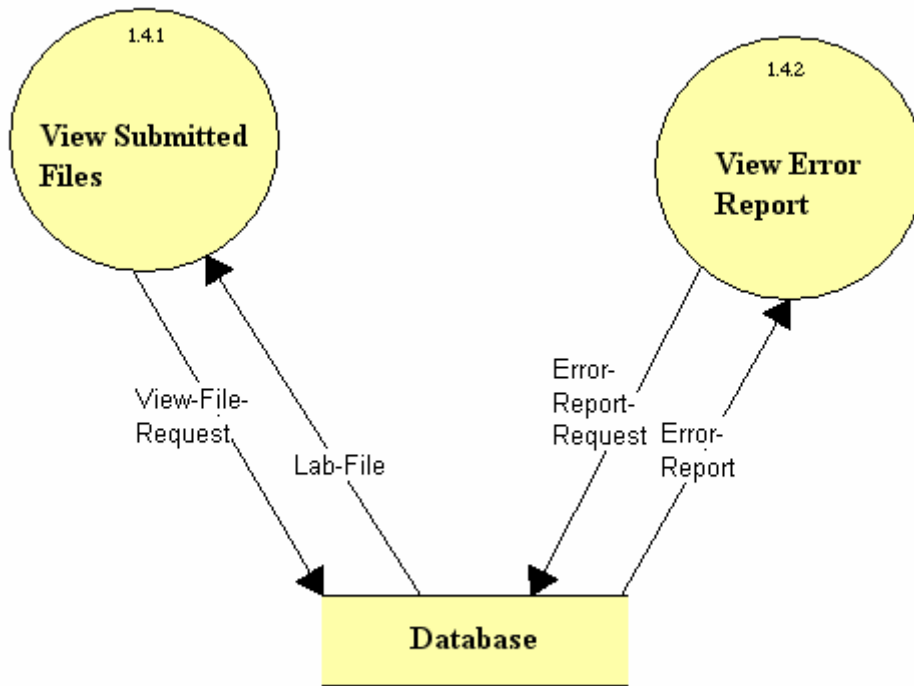 1.4.1
View Submitted
Files
1.4.2
View Error
Report
View-File-
Request
Lab-File
Error-
Report-
Request
Error-
Report
Database